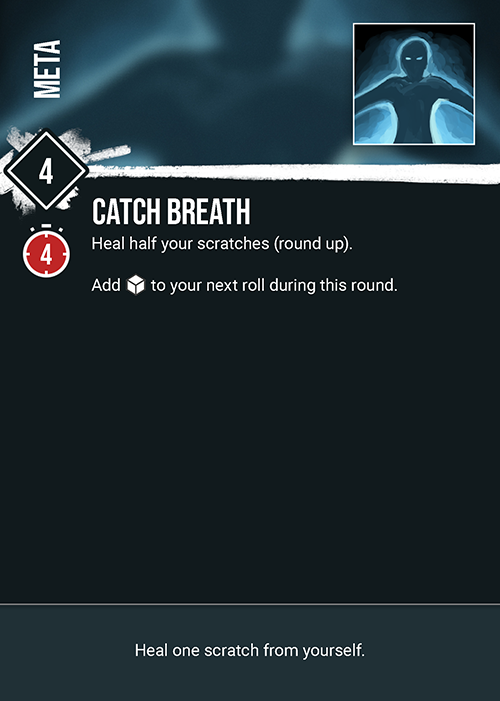 META
4
CATCH BREATH
4
Heal half your scratches (round up).
Add to your next roll during this round.
Heal one scratch from yourself.